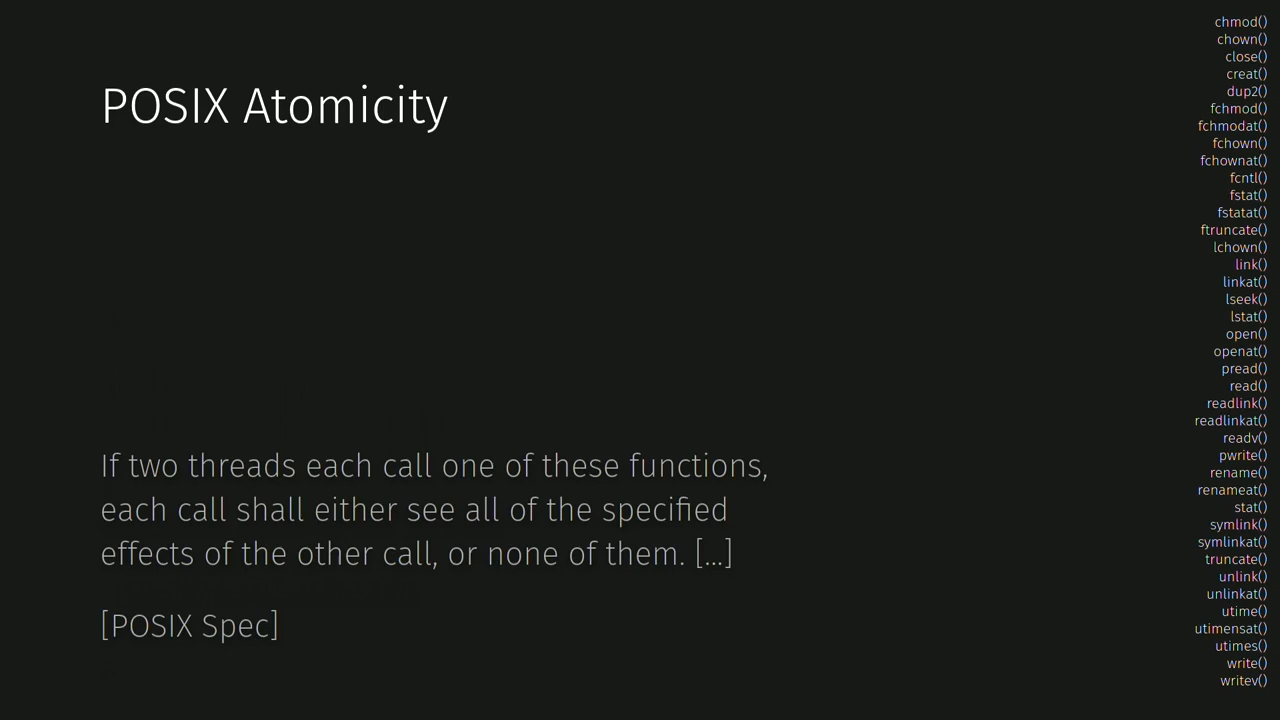 POSIX Atomicity
If two threads each call one of these functions,
each call shall either see all of the specified
effects of the other call, or none of them. [...]
[POSIX Spec]
chmod()
chown()
close()
creat()
dup2()
fchmod()
fchmodat()
fchown()
fchownat()
fcntl()
fstat()
fstatat()
ftruncate()
lchown()
link()
linkat()
lseek()
lstat()
open()
openat()
pread()
read()
readlink()
readlinkat()
readv()
pwrite()
rename()
renameat()
stat()
symlink()
symlinkat()
truncate()
unlink()
unlinkat()
utime()
utimensat()
utimes()
write()
writev()